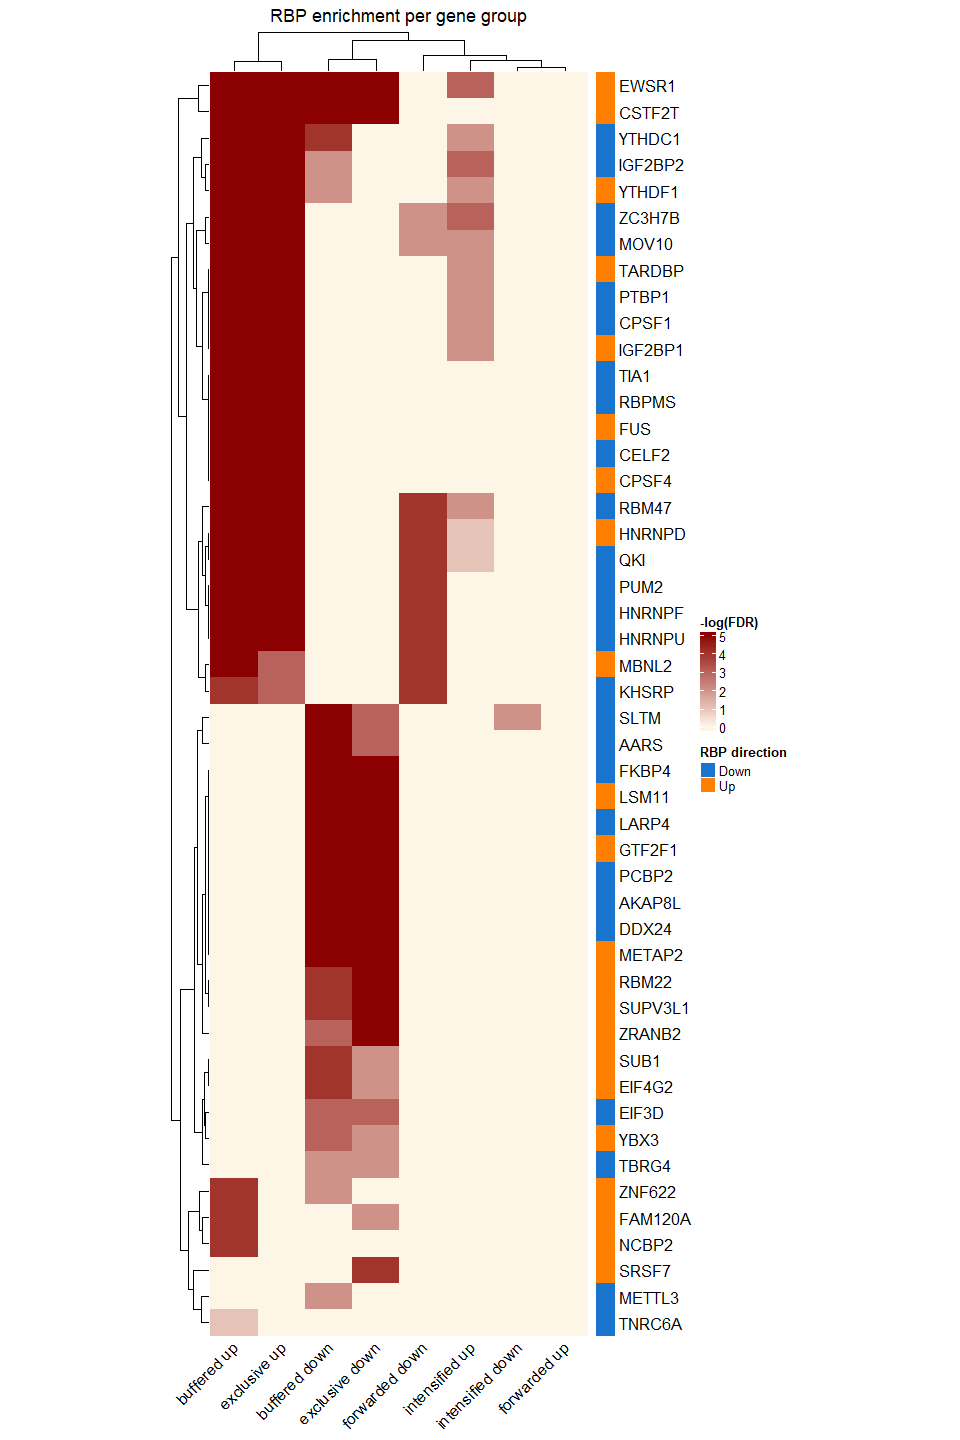 RBP enrichment per gene group
EWSR1
CSTF2T
YTHDC1
IGF2BP2
YTHDF1
ZC3H7B
MOV10
TARDBP
PTBP1
CPSF1
IGF2BP1
TIA1
RBPMS
FUS
CELF2
CPSF4
RBM47
HNRNPD
QKI
PUM2
HNRNPF
HNRNPU
MBNL2
KHSRP
SLTM
AARS
FKBP4
LSM11
LARP4
GTF2F1
PCBP2
AKAP8L
DDX24
METAP2
RBM22
SUPV3L1
ZRANB2
SUB1
EIF4G2
EIF3D
YBX3
TBRG4
ZNF622
FAM120A
NCBP2
SRSF7
METTL3
TNRC6A
-log(FDR)
5
4
3
2
1
0
RBP direction
Down
Up
buffered up
exclusive up
buffered down
exclusive down
forwarded down
intensified up
intensified down
forwarded up